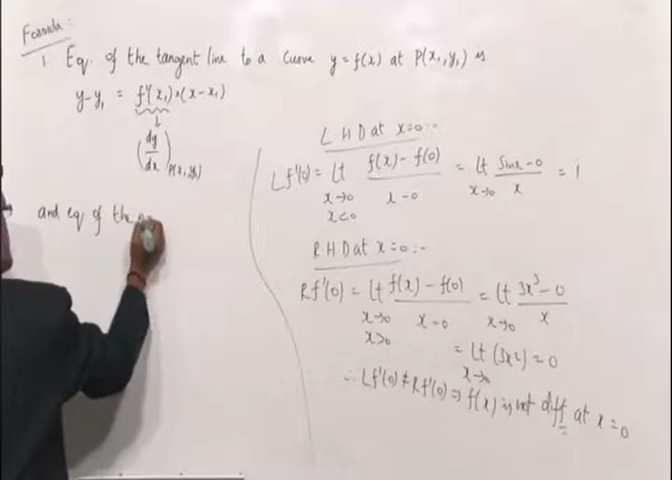 Formula:
1. Eq. of the tangent line to a curve y = f(x) at P(x₁, y₁) is
y-y₁ = f'(x₁).(x-x₁)
↓
(dy/dx)P(x₁, y₁)
and eq of the
L H D at x=0 :-
Lf'(0) = Lt x→0 x<0 f(x) - f(0) / x-0 = Lt x→0 Sinx - 0 / x = 1
R H D at x=0 :-
Rf'(0) = Lt x→0 x>0 f(x) - f(0) / x-0 = Lt x→0 3x³ - 0 / x
= Lt x→0 (3x²) = 0
∴ Lf'(0) ≠ Rf'(0) ⇒ f(x) is not diff at x = 0